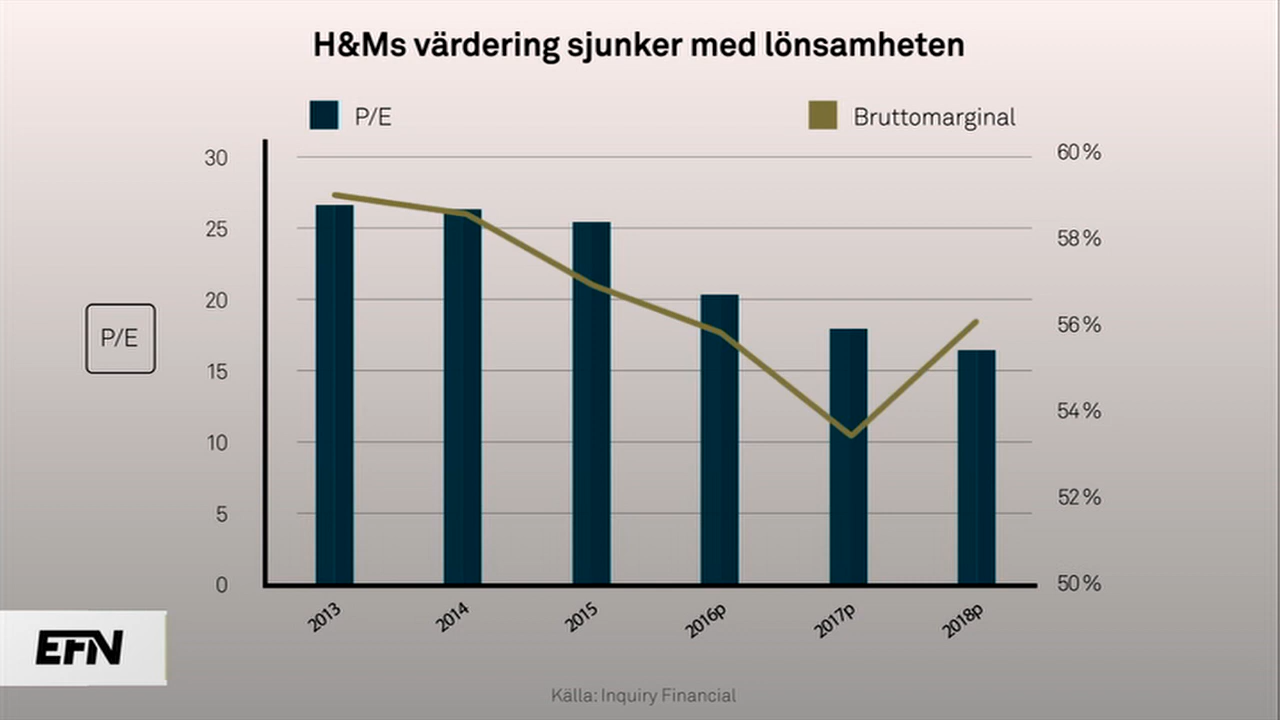 H&Ms värdering sjunker med lönsamheten
P/E
Bruttomarginal
30
25
20
15
10
5
0
P/E
60%
58%
56%
54%
52%
50%
2013
2014
2015
2016p
2017p
2018p
EFN
Källa: Inquiry Financial